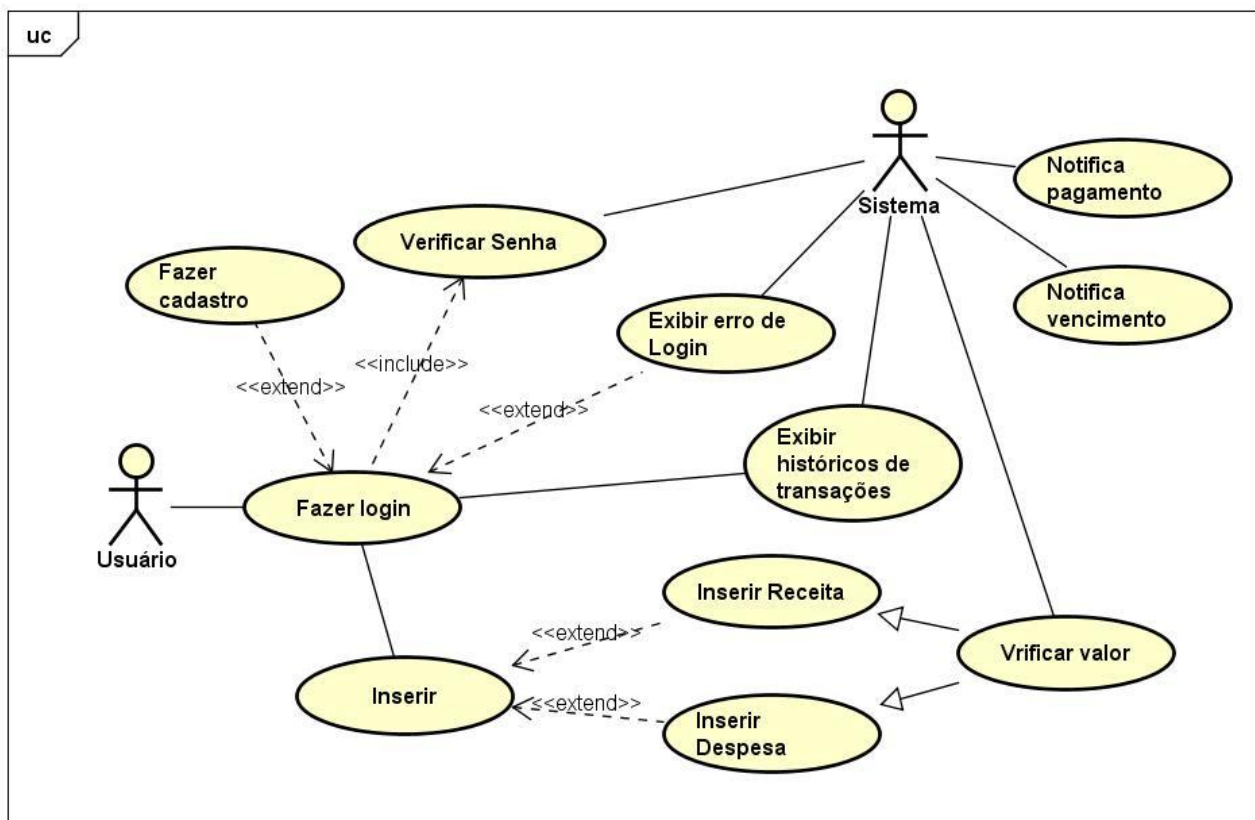 uc
Sistema
Notifica
pagamento
Verificar Senha
Fazer
cadastro
Notifica
vencimento
Exibir erro de
Login
<<include>>
<<extend>>
<<extend>>
Exibir
históricos de
transações
Fazer login
Usuário
Inserir Receita
<<extend>>
Vrificar valor
Inserir
<<extend>>
Inserir
Despesa